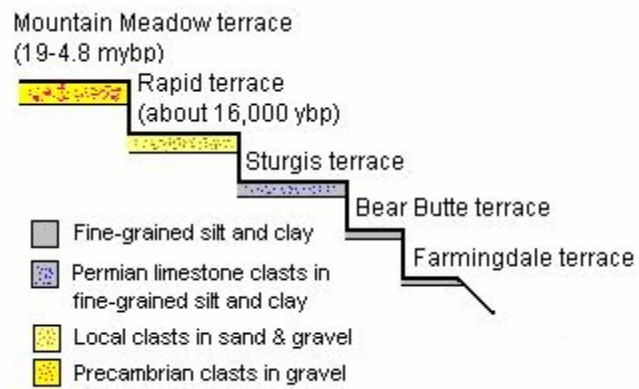 Mountain Meadow terrace
(19-4.8 mybp)
Rapid terrace
(about 16,000 ybp)
Sturgis terrace
Bear Butte terrace
Farmingdale terrace
Fine-grained silt and clay
Permian limestone clasts in
fine-grained silt and clay
Local clasts in sand & gravel
Precambrian clasts in gravel